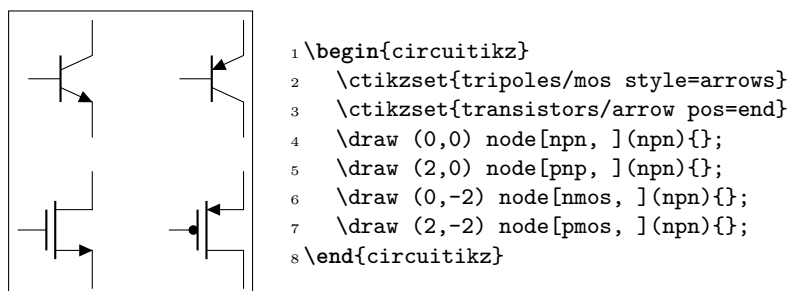 1 \begin{circuitikz}
2 \ctikzset{tripoles/mos style=arrows}
3 \ctikzset{transistors/arrow pos=end}
4 \draw (0,0) node[npn, ](npn){};
5 \draw (2,0) node[pnp, ](npn){};
6 \draw (0,-2) node[nmos, ](npn){};
7 \draw (2,-2) node[pmos, ](npn){};
8 \end{circuitikz}